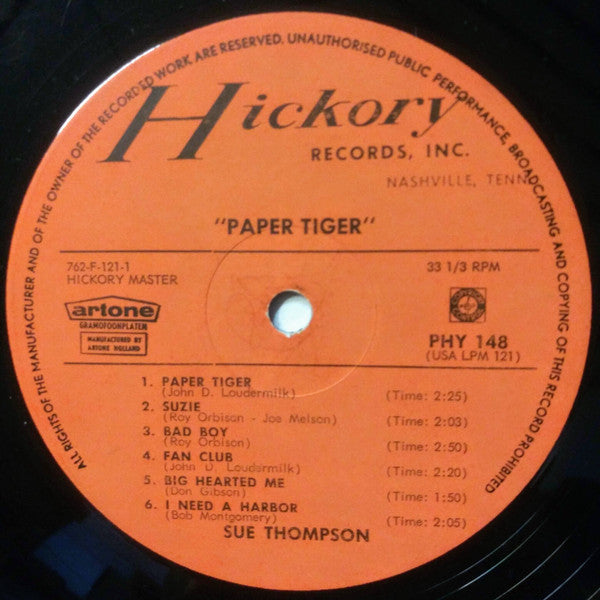 ALL RIGHTS OF THE MANUFACTURER AND OF THE OWNER OF THE RECORDED WORK ARE RESERVED. UNAUTHORISED PUBLIC PERFORMANCE, BROADCASTING AND COPYING OF THIS RECORD PROHIBITED
Hickory
RECORDS, INC.
NASHVILLE, TENN.
"PAPER TIGER"
762-F-121-1
HICKORY MASTER
33 1/3 RPM
artone
GRAMOFOONPLATEN
MANUFACTURED BY
ARTONE HOLLAND
PHY 148
(USA LPM 121)
1. PAPER TIGER
(John D. Loudermilk) (Time: 2:25)
2. SUZIE
(Roy Orbison - Joe Melson) (Time: 2:03)
3. BAD BOY
(Roy Orbison) (Time: 2:50)
4. FAN CLUB
(John D. Loudermilk) (Time: 2:20)
5. BIG HEARTED ME
(Don Gibson) (Time: 1:50)
6. I NEED A HARBOR
(Bob Montgomery) (Time: 2:05)
SUE THOMPSON